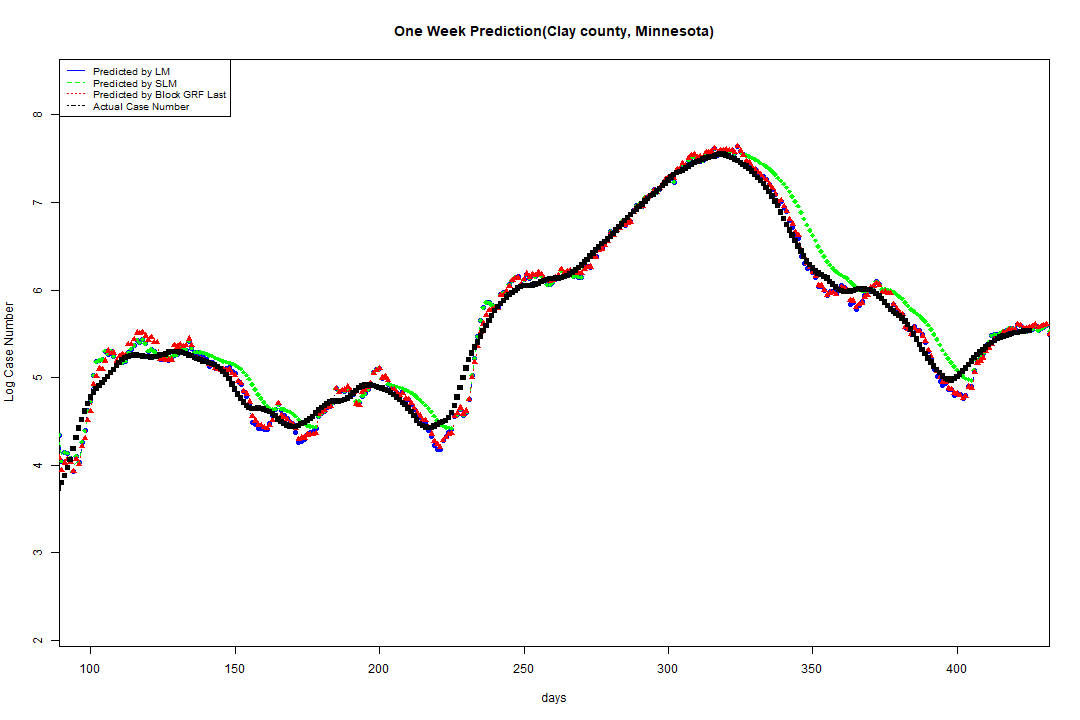 One Week Prediction(Clay county, Minnesota)
Predicted by LM
Predicted by SLM
Predicted by Block GRF Last
Actual Case Number
Log Case Number
8
7
6
5
4
3
2
100 150 200 250 300 350 400
days